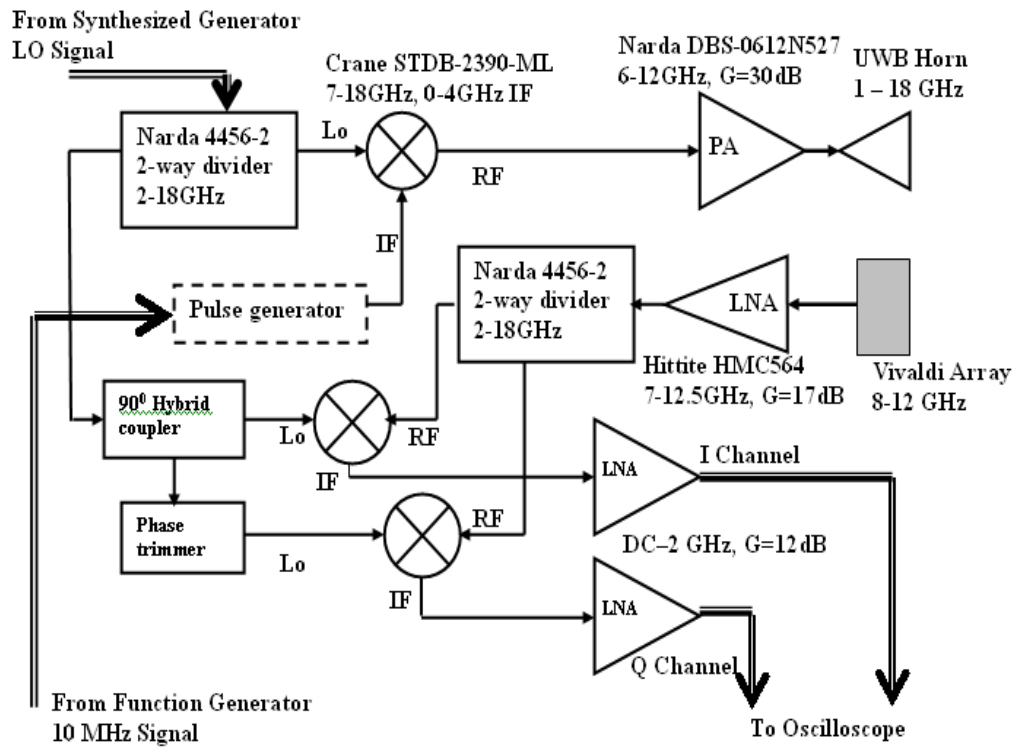 From Synthesized Generator
LO Signal
Narda DBS-0612N527
6-12GHz, G=30dB
UWB Horn
1 – 18 GHz
Crane STDB-2390-ML
7-18GHz, 0-4GHz IF
Narda 4456-2
2-way divider
2-18GHz
Lo
RF
PA
IF
Pulse generator
Narda 4456-2
2-way divider
2-18GHz
LNA
Hittite HMC564
7-12.5GHz, G=17dB
Vivaldi Array
8-12 GHz
90⁰ Hybrid
coupler
Lo
RF
IF
LNA
I Channel
Phase
trimmer
Lo
RF
IF
DC–2 GHz, G=12dB
LNA
Q Channel
From Function Generator
10 MHz Signal
To Oscilloscope